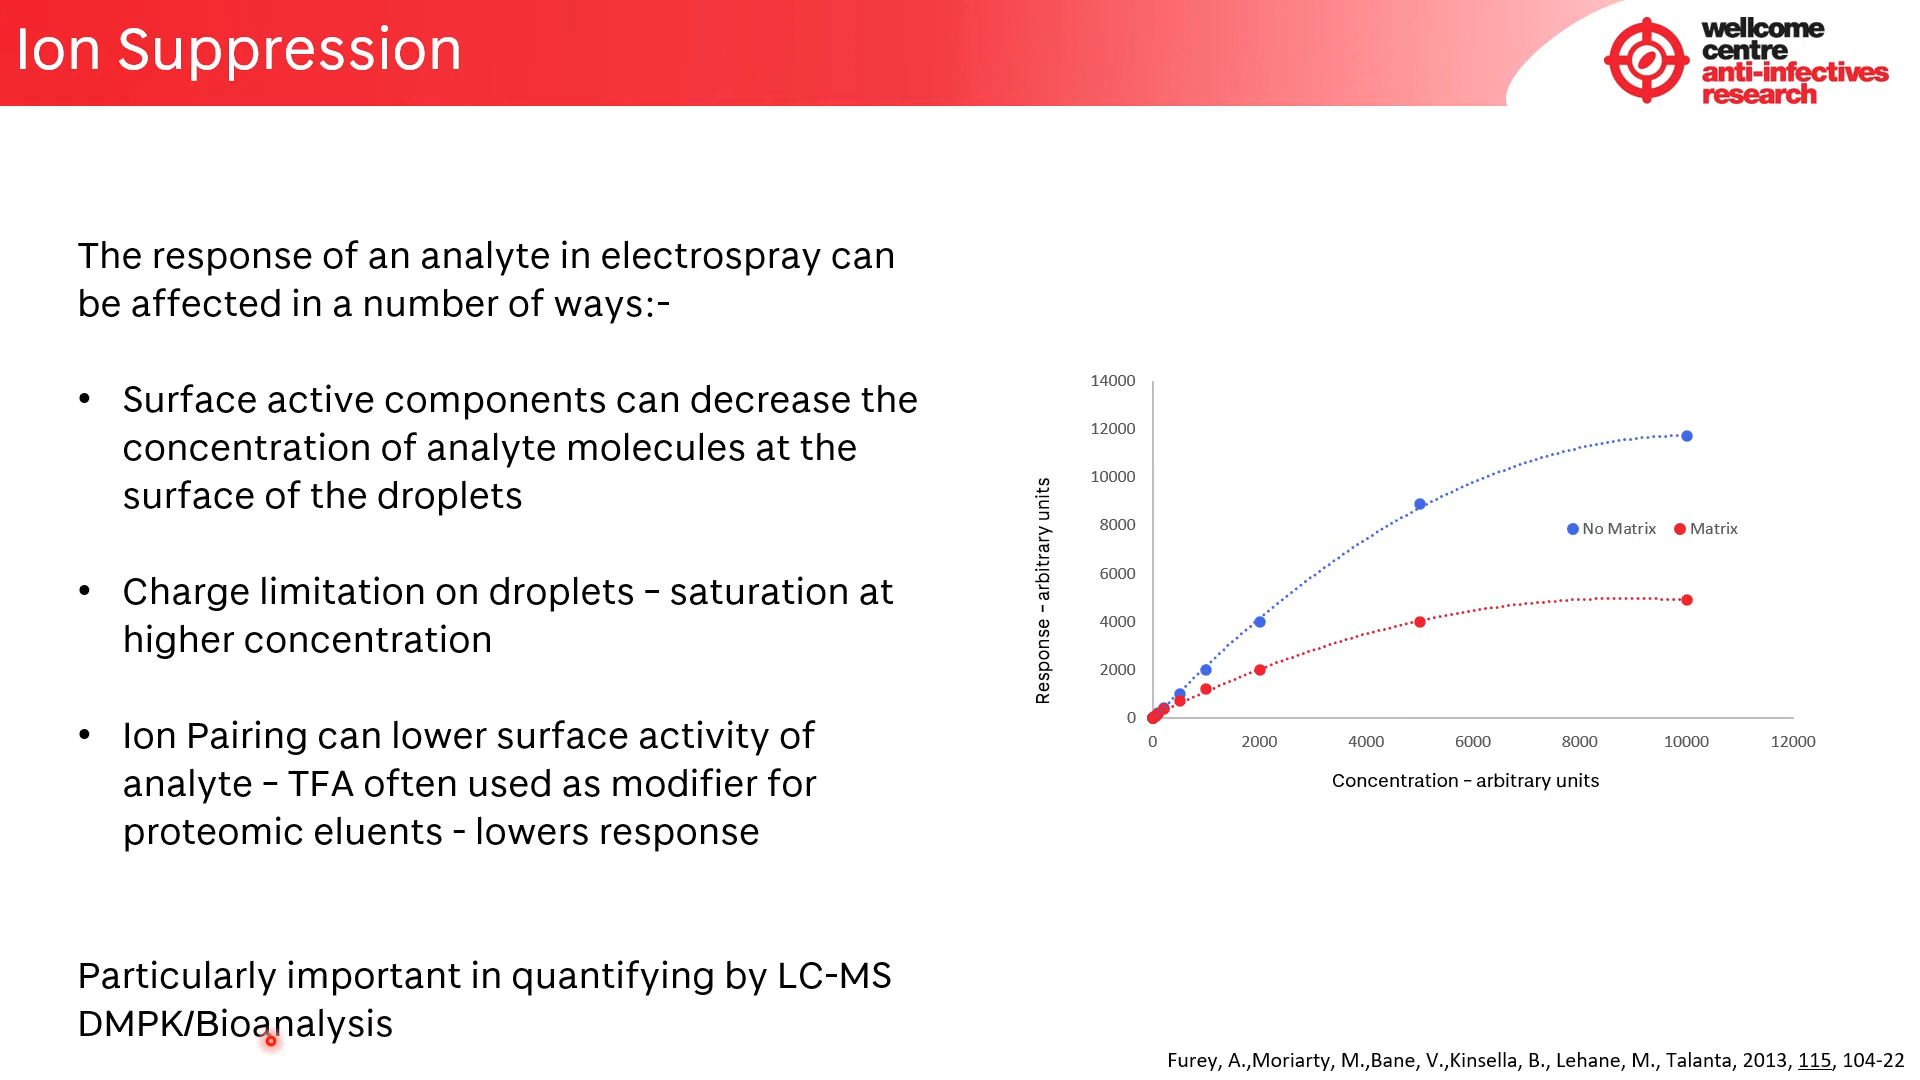 Ion Suppression
wellcome
centre
anti-infectives
research
The response of an analyte in electrospray can
be affected in a number of ways:-
• Surface active components can decrease the
concentration of analyte molecules at the
surface of the droplets
• Charge limitation on droplets – saturation at
higher concentration
• Ion Pairing can lower surface activity of
analyte – TFA often used as modifier for
proteomic eluents - lowers response
Particularly important in quantifying by LC-MS
DMPK/Bioanalysis
Response – arbitrary units
14000
12000
10000
8000
6000
4000
2000
0
No Matrix Matrix
0 2000 4000 6000 8000 10000 12000
Concentration – arbitrary units
Furey, A.,Moriarty, M.,Bane, V.,Kinsella, B., Lehane, M., Talanta, 2013, 115, 104-22